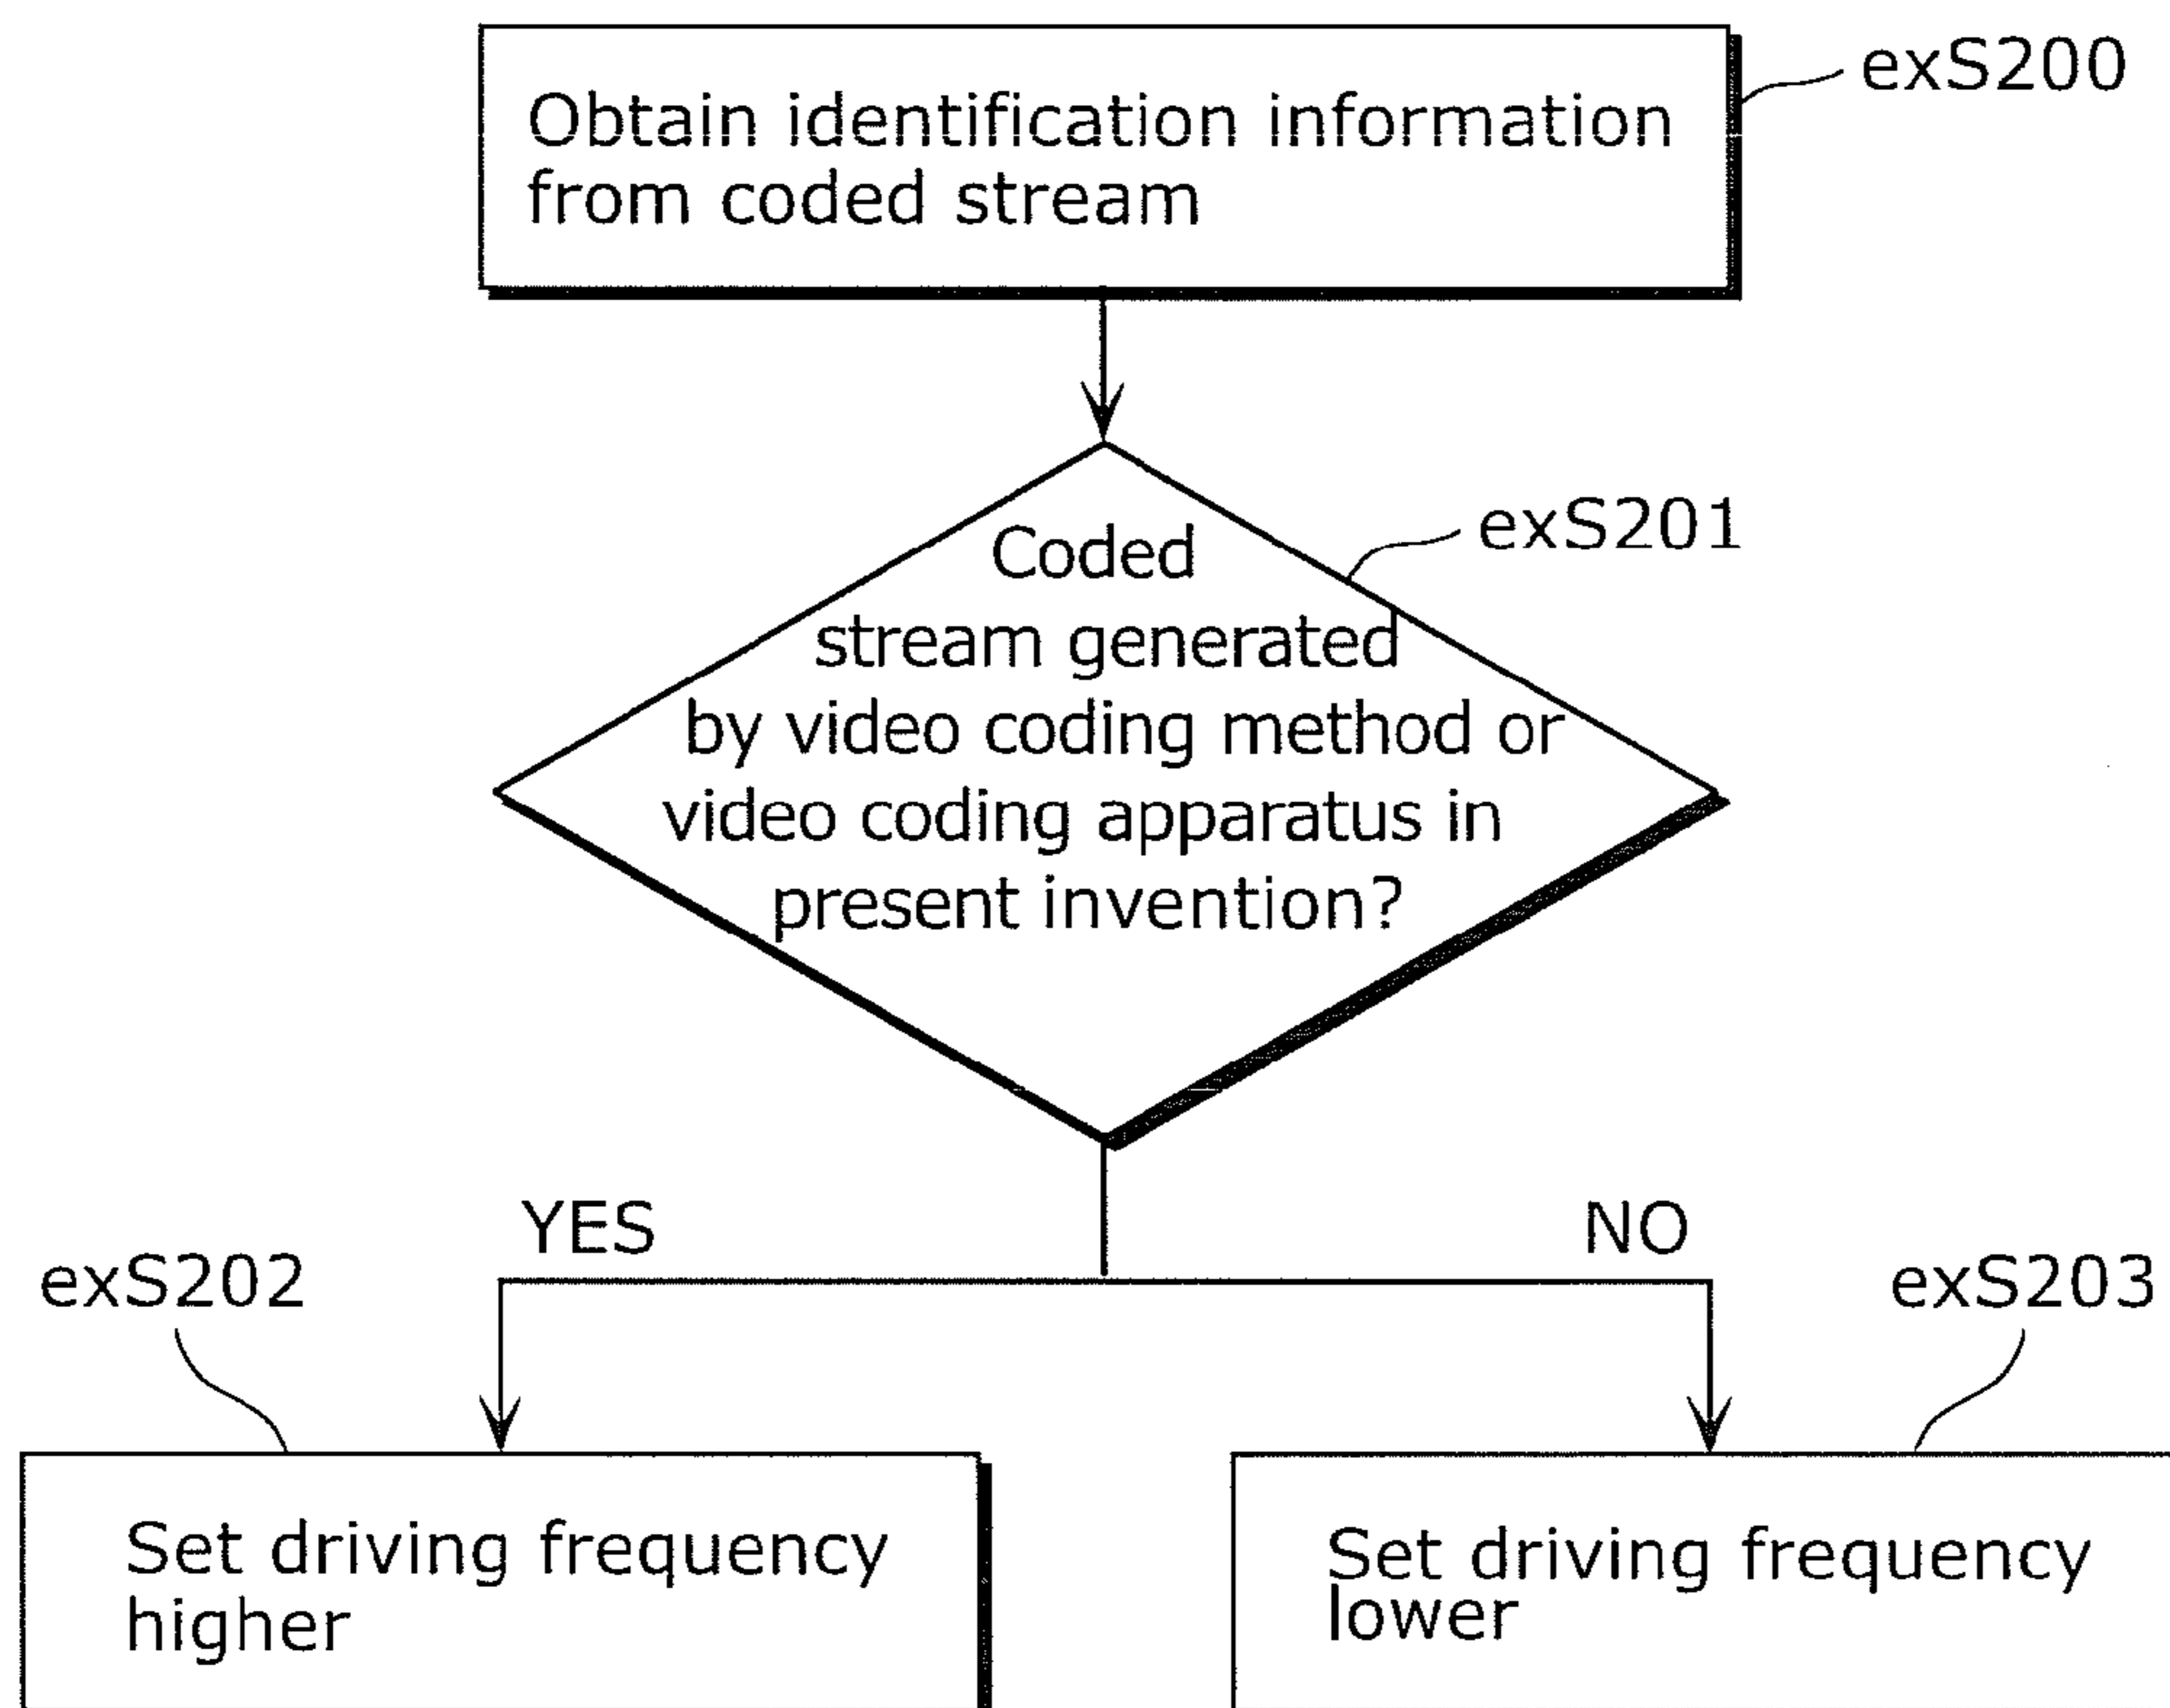 Obtain identification information
from coded stream
exS200
Coded
stream generated
by video coding method or
video coding apparatus in
present invention?
exS201
YES
NO
exS202
exS203
Set driving frequency
higher
Set driving frequency
lower